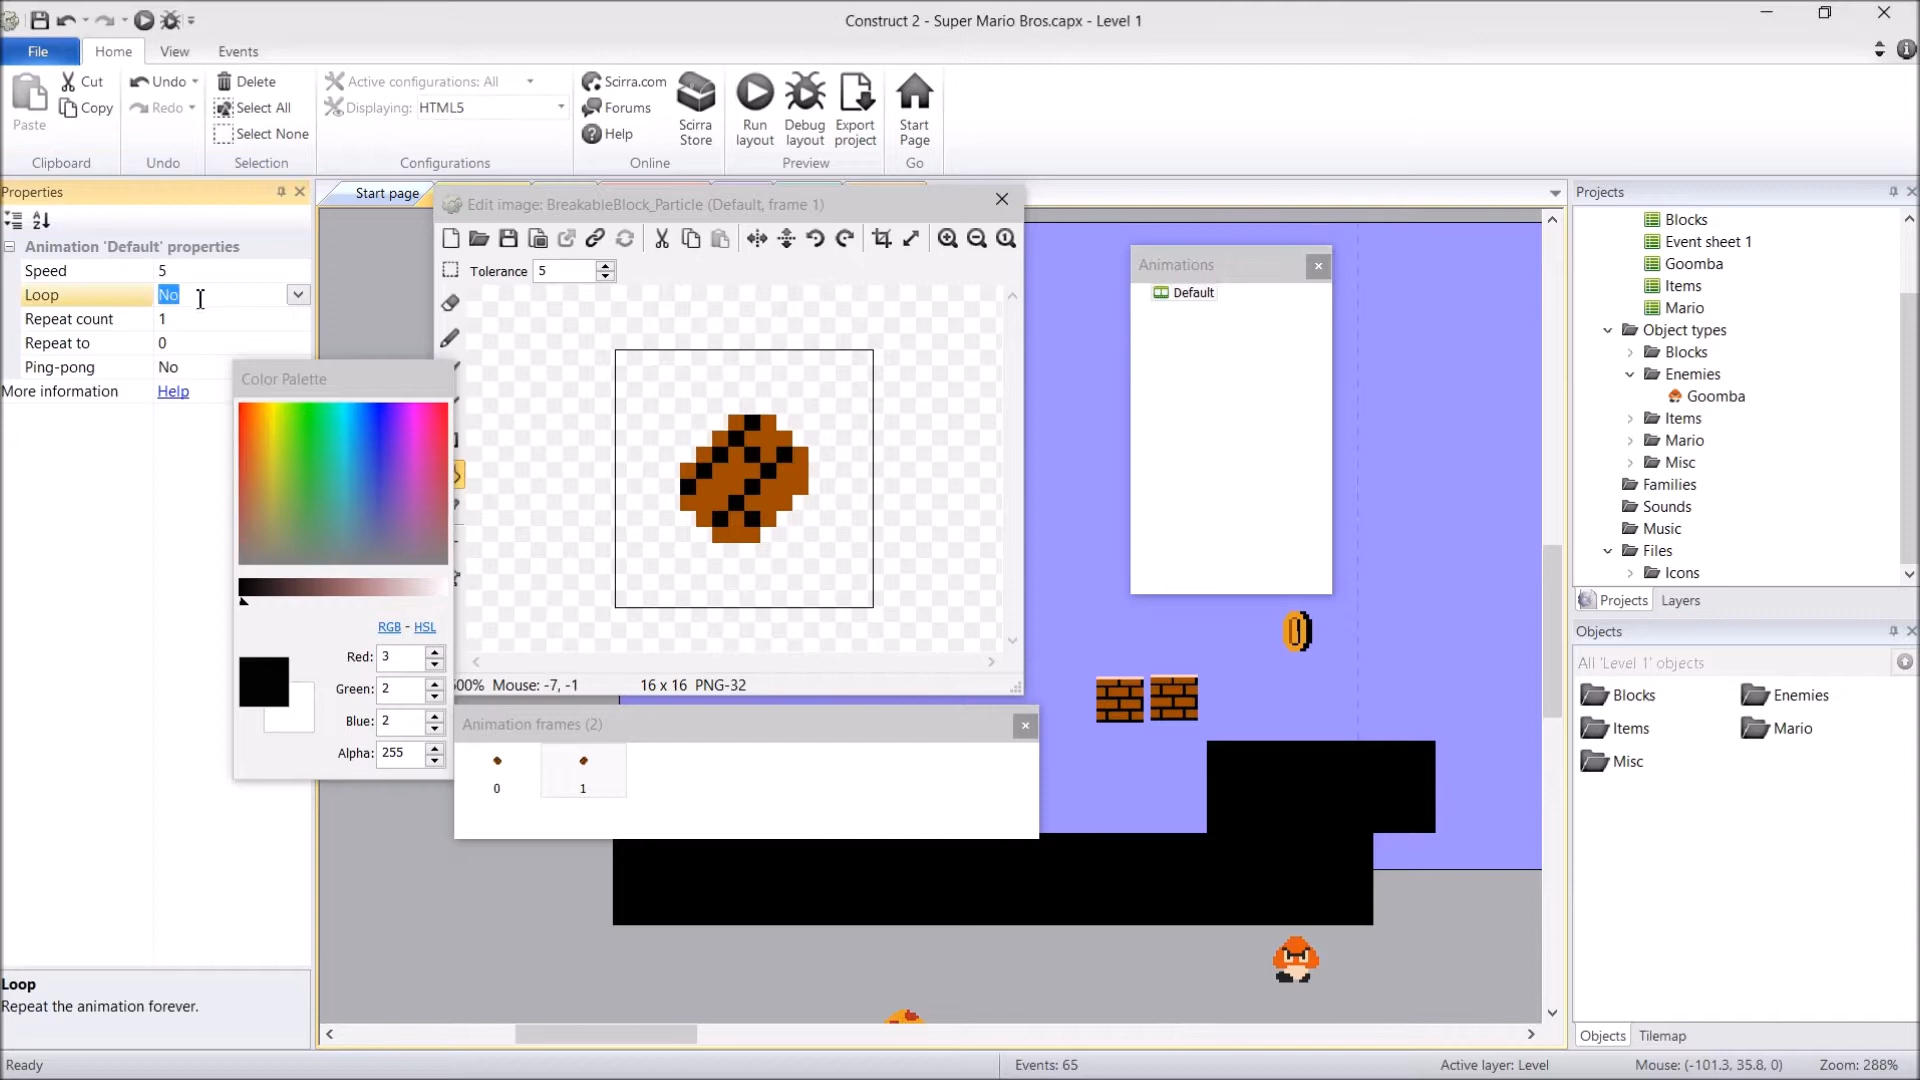 Construct 2 - Super Mario Bros.capx - Level 1
File
Home
View
Events
Paste
Cut
Copy
Clipboard
Undo
Redo
Undo
Delete
Select All
Select None
Selection
Active configurations: All
Displaying: HTML5
Configurations
Scirra.com
Forums
Help
Scirra Store
Online
Run layout
Debug layout
Export project
Preview
Start Page
Go
Properties
Animation 'Default' properties
Speed 5
Loop No
Repeat count 1
Repeat to 0
Ping-pong No
More information Help
Loop
Repeat the animation forever.
Start page
Edit image: BreakableBlock_Particle (Default, frame 1)
Tolerance 5
Mouse: -7, -1 16 x 16 PNG-32
Color Palette
RGB - HSL
Red: 3
Green: 2
Blue: 2
Alpha: 255
Animation frames (2)
0
1
Animations
Default
Projects
Blocks
Event sheet 1
Goomba
Items
Mario
Object types
Blocks
Enemies
Goomba
Items
Mario
Misc
Families
Sounds
Music
Files
Icons
Projects
Layers
Objects
All 'Level 1' objects
Blocks
Enemies
Items
Mario
Misc
Objects
Tilemap
Ready
Events: 65
Active layer: Level
Mouse: (-101.3, 35.8, 0)
Zoom: 288%